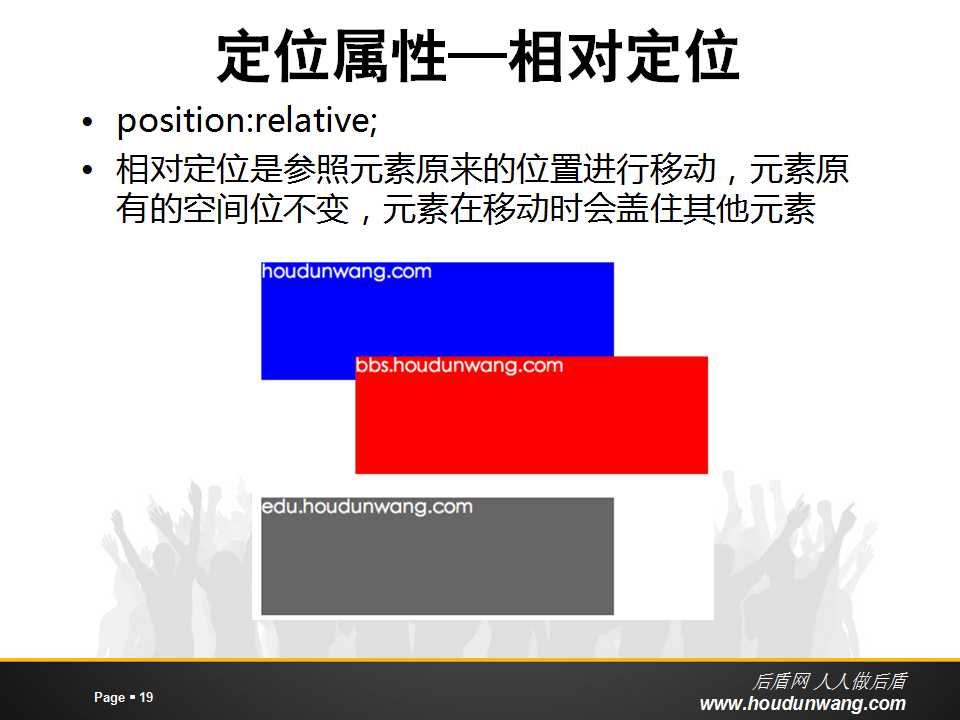 定位属性—相对定位
• position:relative;
• 相对定位是参照元素原来的位置进行移动，元素原
有的空间位不变，元素在移动时会盖住其他元素
houdunwang.com
bbs.houdunwang.com
edu.houdunwang.com
Page ▪ 19
后盾网 人人做后盾
www.houdunwang.com